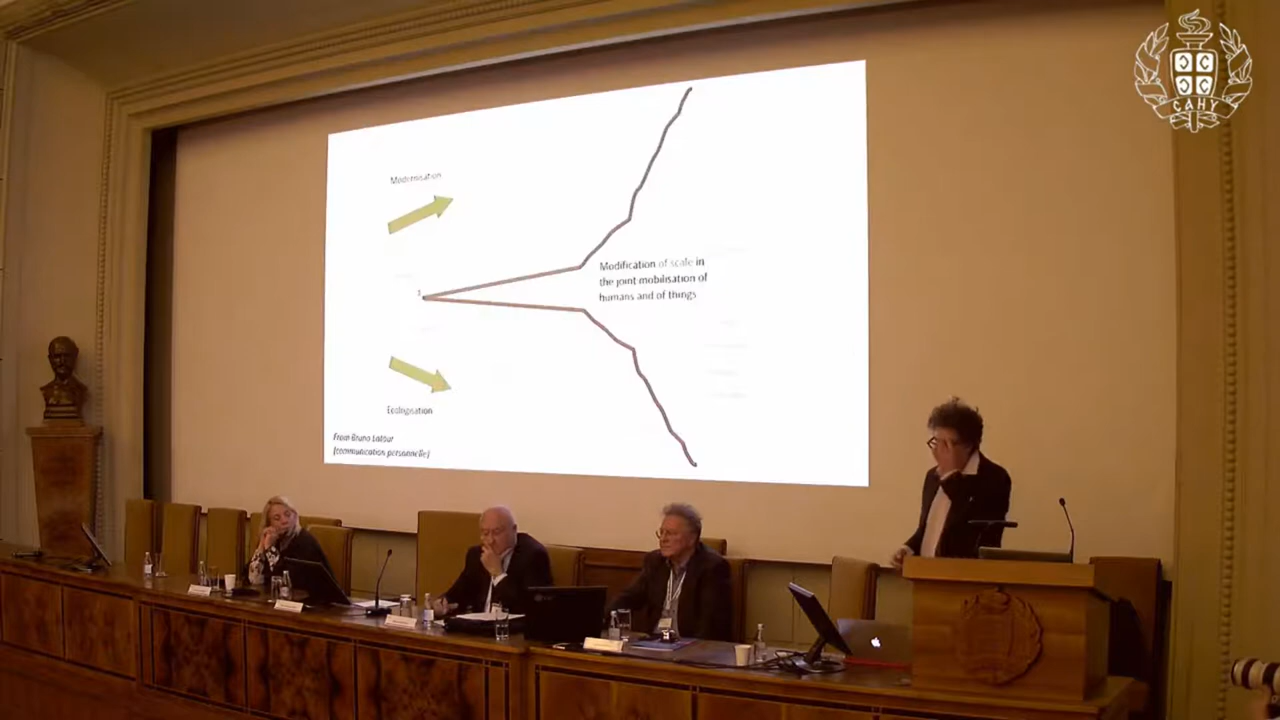 Modernisation
Modification of scale in
the joint mobilisation of
humans and of things
Ecologisation
From Bruno Latour
(communication personnelle)
САНУ